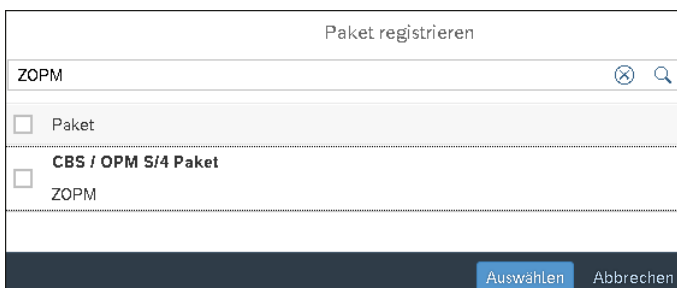 Paket registrieren
ZOPM
Paket
CBS / OPM S/4 Paket
ZOPM
Auswählen Abbrechen